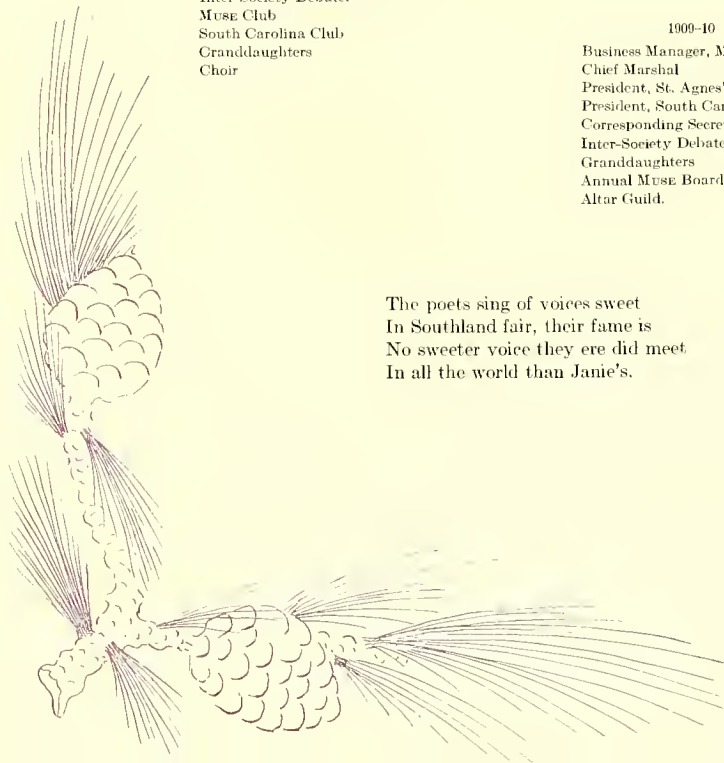 Muse Club
South Carolina Club
Granddaughters
Choir
1909-10
Business Manager, M
Chief Marshal
President, St. Agnes'
President, South Car
Corresponding Secre
Inter-Society Debate
Granddaughters
Annual Muse Board
Altar Guild.
The poets sing of voices sweet
In Southland fair, their fame is
No sweeter voice they ere did meet
In all the world than Janie's.